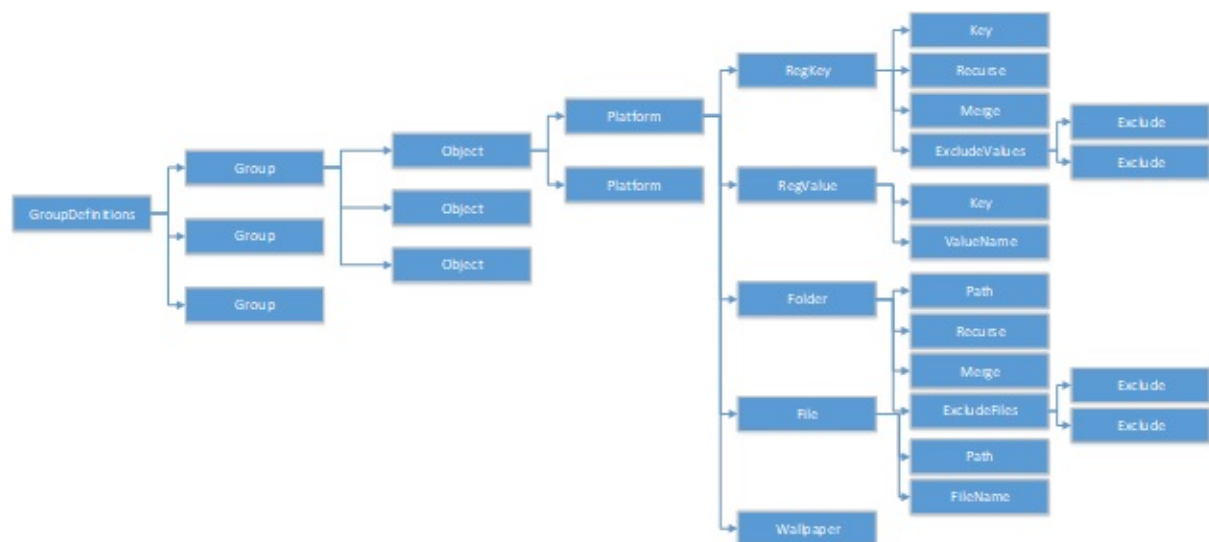 GroupDefinitions
Group
Group
Group
Object
Object
Object
Platform
Platform
RegKey
RegValue
Folder
File
Wallpaper
Key
Recurse
Merge
ExcludeValues
Key
ValueName
Path
Recurse
Merge
ExcludeFiles
Path
FileName
Exclude
Exclude
Exclude
Exclude